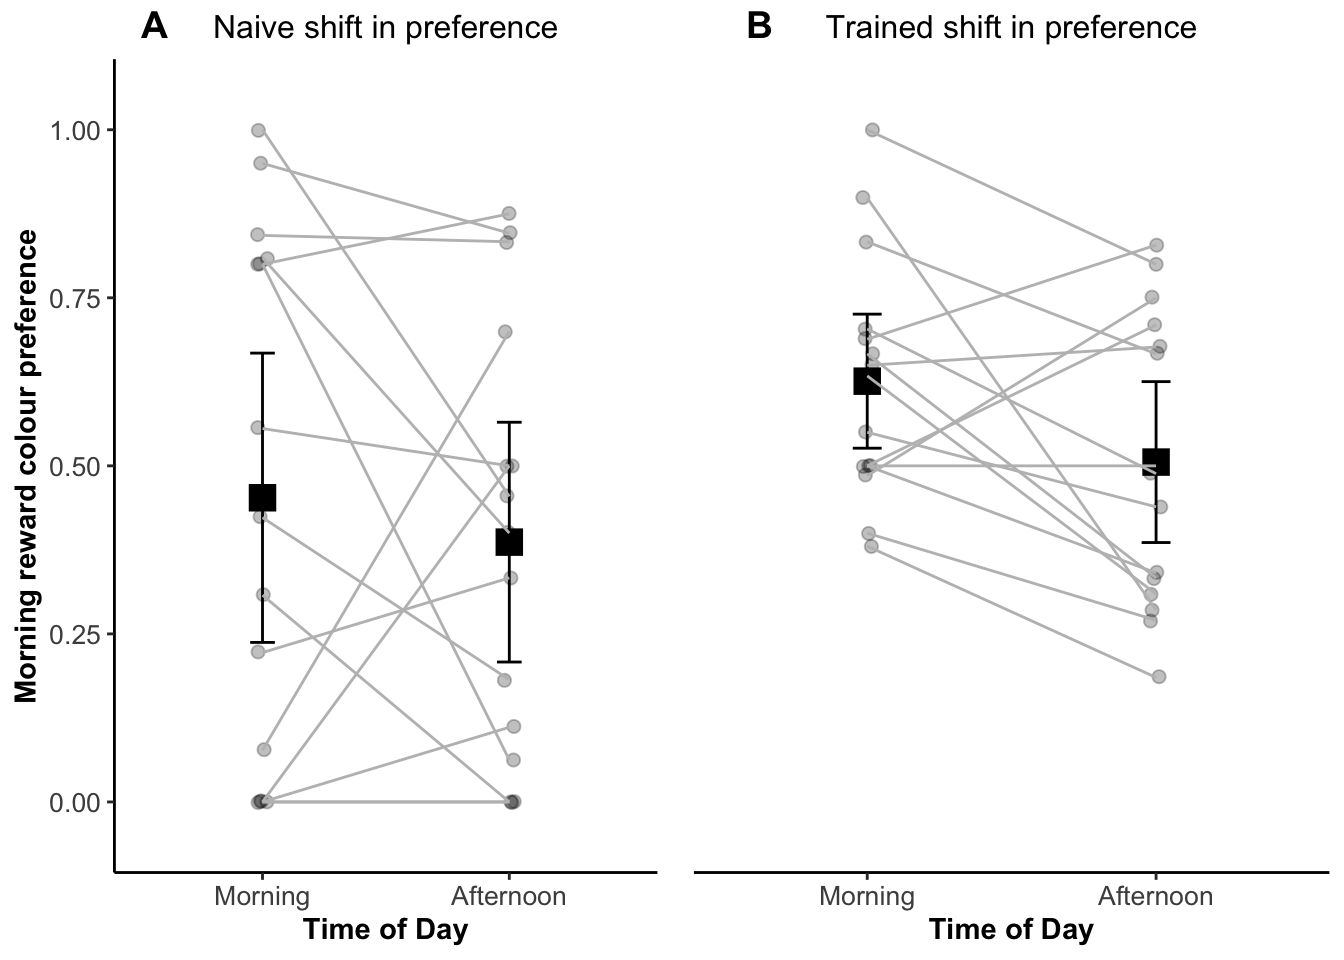 A Naive shift in preference
B Trained shift in preference
Morning reward colour preference
1.00
0.75
0.50
0.25
0.00
Morning Afternoon
Time of Day
Morning Afternoon
Time of Day